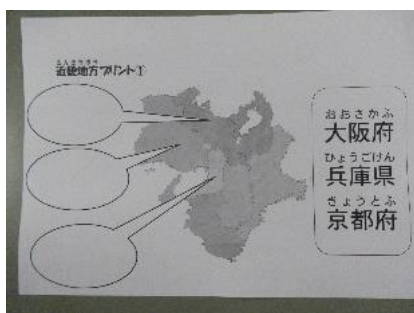 きんきちほう
近畿地方プリント①
おおさかふ
大阪府
ひょうごけん
兵庫県
きょうとふ
京都府